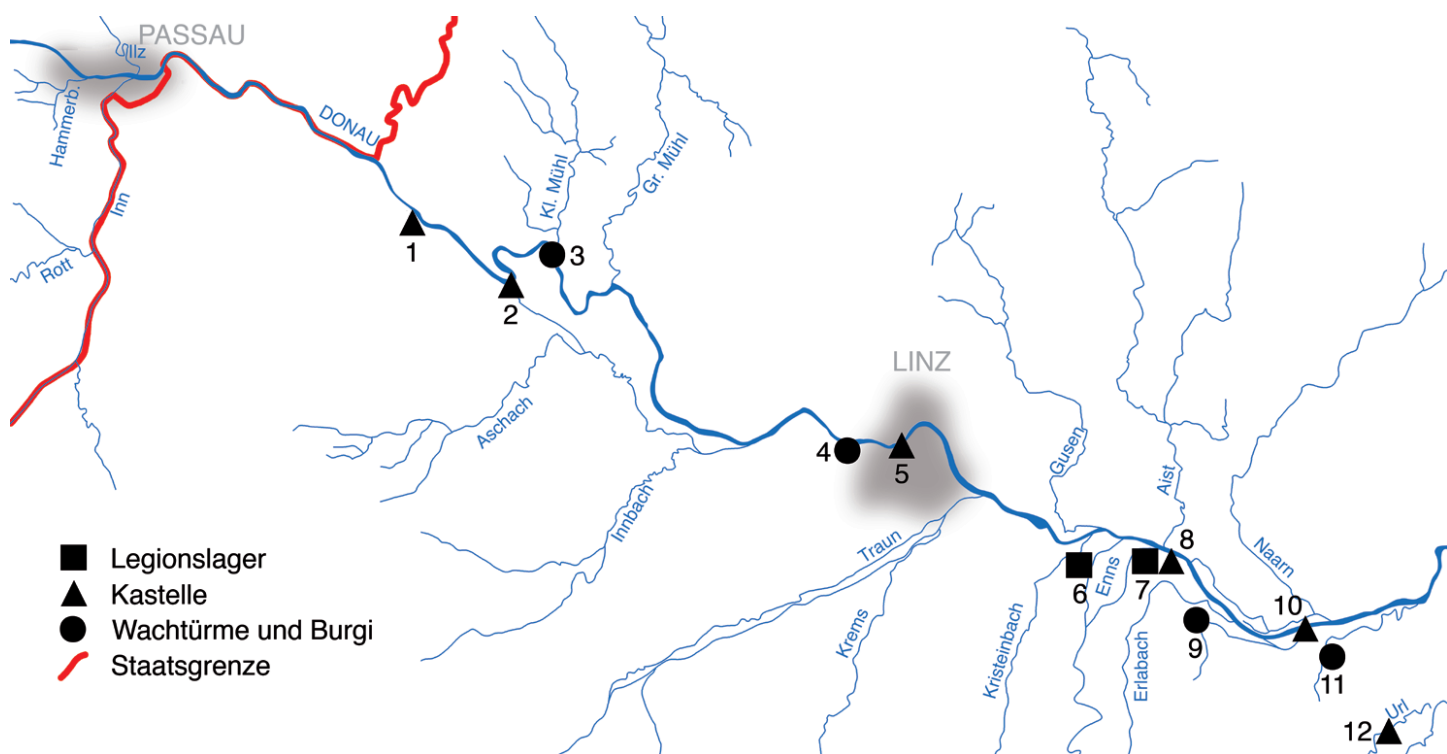 PASSAU
Ilz
Hammerb.
DONAU
Inn
Rott
Kl. Mühl
Gr. Mühl
1
2
3
Aschach
Innbach
LINZ
4
5
Traun
Krems
Gusen
Aist
Naarn
Kristeinbach
Enns
Erlabach
6
7
8
9
10
11
12
Url
Legionslager
Kastelle
Wachtürme und Burgi
Staatsgrenze